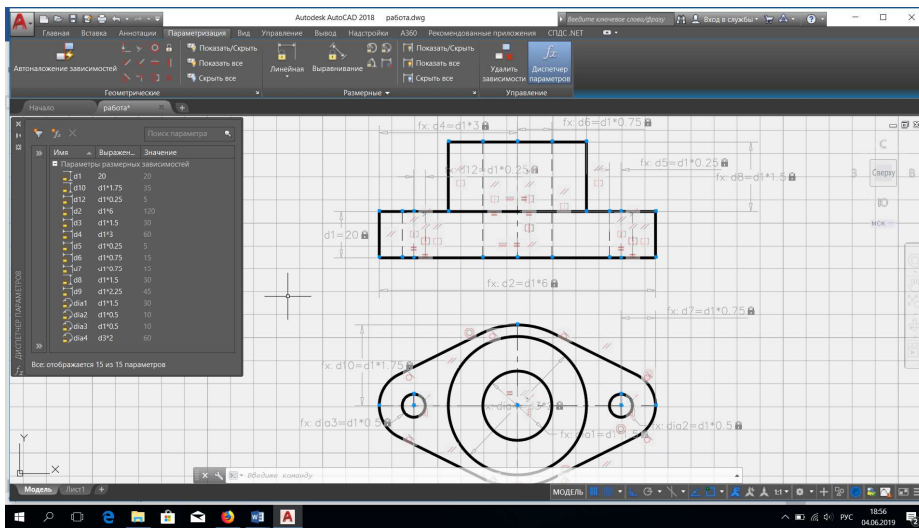 Autodesk AutoCAD 2018 работа.dwg
Введите ключевое слово/фразу
Вход в службы
Главная Вставка Аннотации Параметризация Вид Управление Вывод Надстройки A360 Рекомендованные приложения СПДС .NET
Автоналожение зависимостей
Показать/Скрыть
Показать все
Скрыть все
Линейная
Выравнивание
Показать/Скрыть
Показать все
Скрыть все
Удалить зависимости
Диспетчер параметров
Геометрические
Размерные
Управление
Начало
работа*
Поиск параметра
Имя Выражен... Значение
Параметры размерных зависимостей
d1 20 20
d10 d1*1.75 35
d12 d1*0.25 5
d2 d1*6 120
d3 d1*1.5 30
d4 d1*3 60
d5 d1*0.25 5
d6 d1*0.75 15
d7 d1*0.75 15
d8 d1*1.5 30
d9 d1*2.25 45
dia1 d1*1.5 30
dia2 d1*0.5 10
dia3 d1*0.5 10
dia4 d3*2 60
Все: отображается 15 из 15 параметров
ДИСПЕТЧЕР ПАРАМЕТРОВ
fx: d4=d1*3
fx: d6=d1*0.75
d12=d1*0.25
fx: d5=d1*0.25
fx: d8=d1*1.5
d1=20
fx: d2=d1*6
fx: d7=d1*0.75
fx: d10=d1*1.75
fx: dia3=d1*0.5
fx: dia1=d1*1.5
fx: dia2=d1*0.5
С
З Сверху В
Ю
МСК
Y
X
Введите команду
Модель Лист1
МОДЕЛЬ
1:1
РУС
18:56
04.06.2019